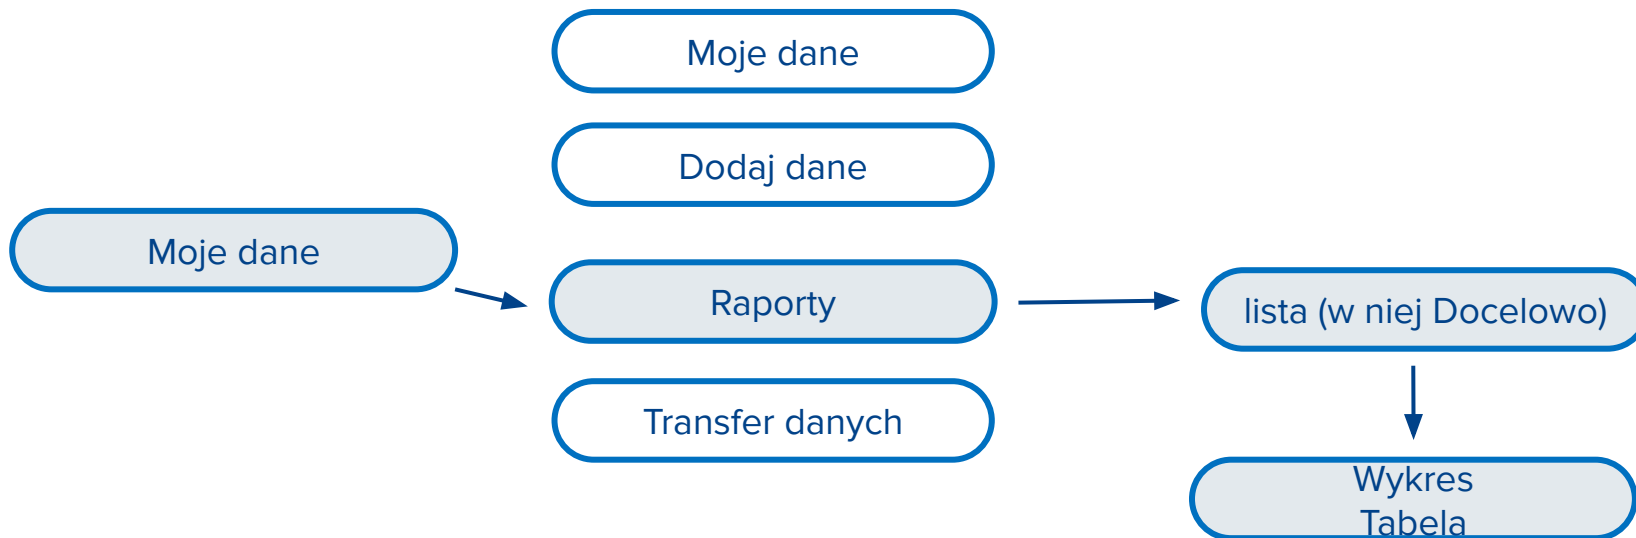 Moje dane
Dodaj dane
Moje dane
Raporty
lista (w niej Docelowo)
Transfer danych
Wykres
Tabela